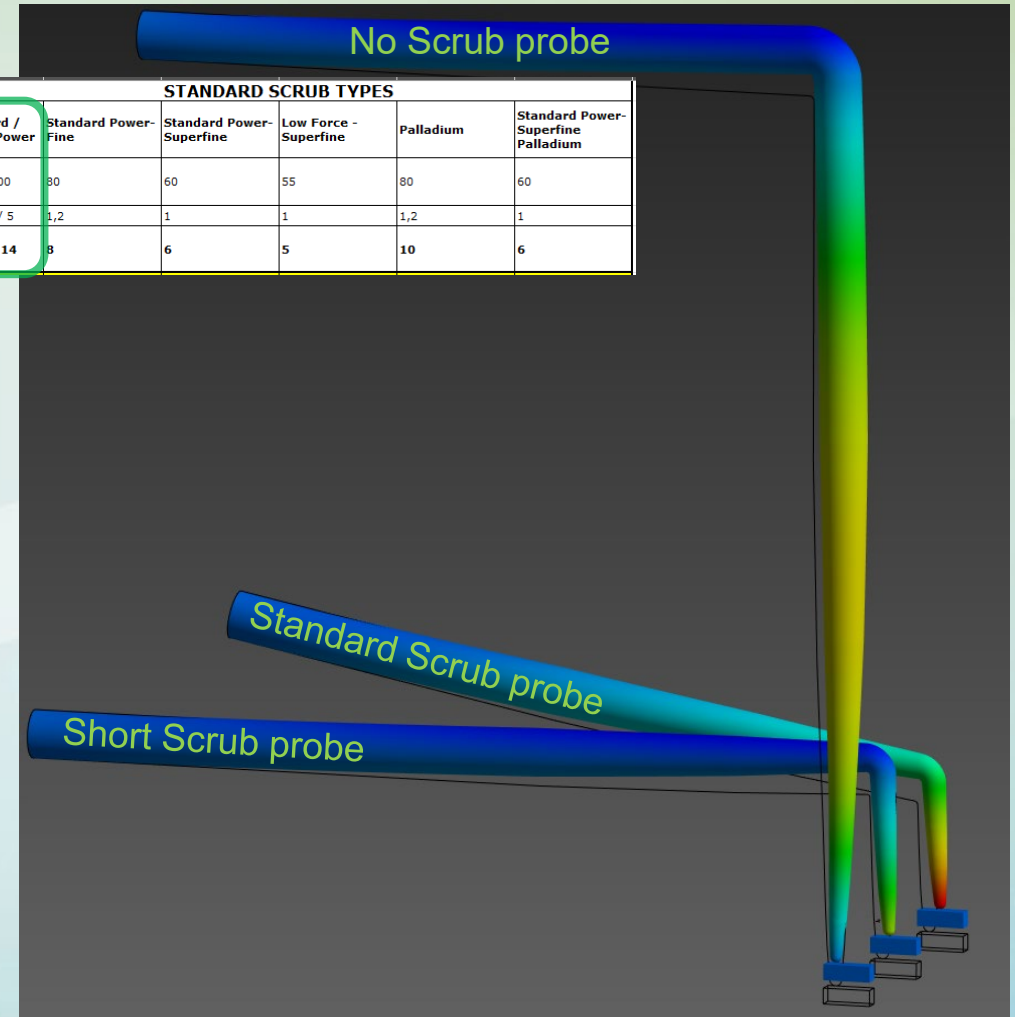 No Scrub probe
STANDARD SCRUB TYPES
Standard Power-Fine
Standard Power-Superfine
Low Force - Superfine
Palladium
Standard Power-Superfine Palladium
Power
80 60 55 80 60
/ 5 1,2 1 1 1,2 1
14 8 6 5 10 6
Standard Scrub probe
Short Scrub probe